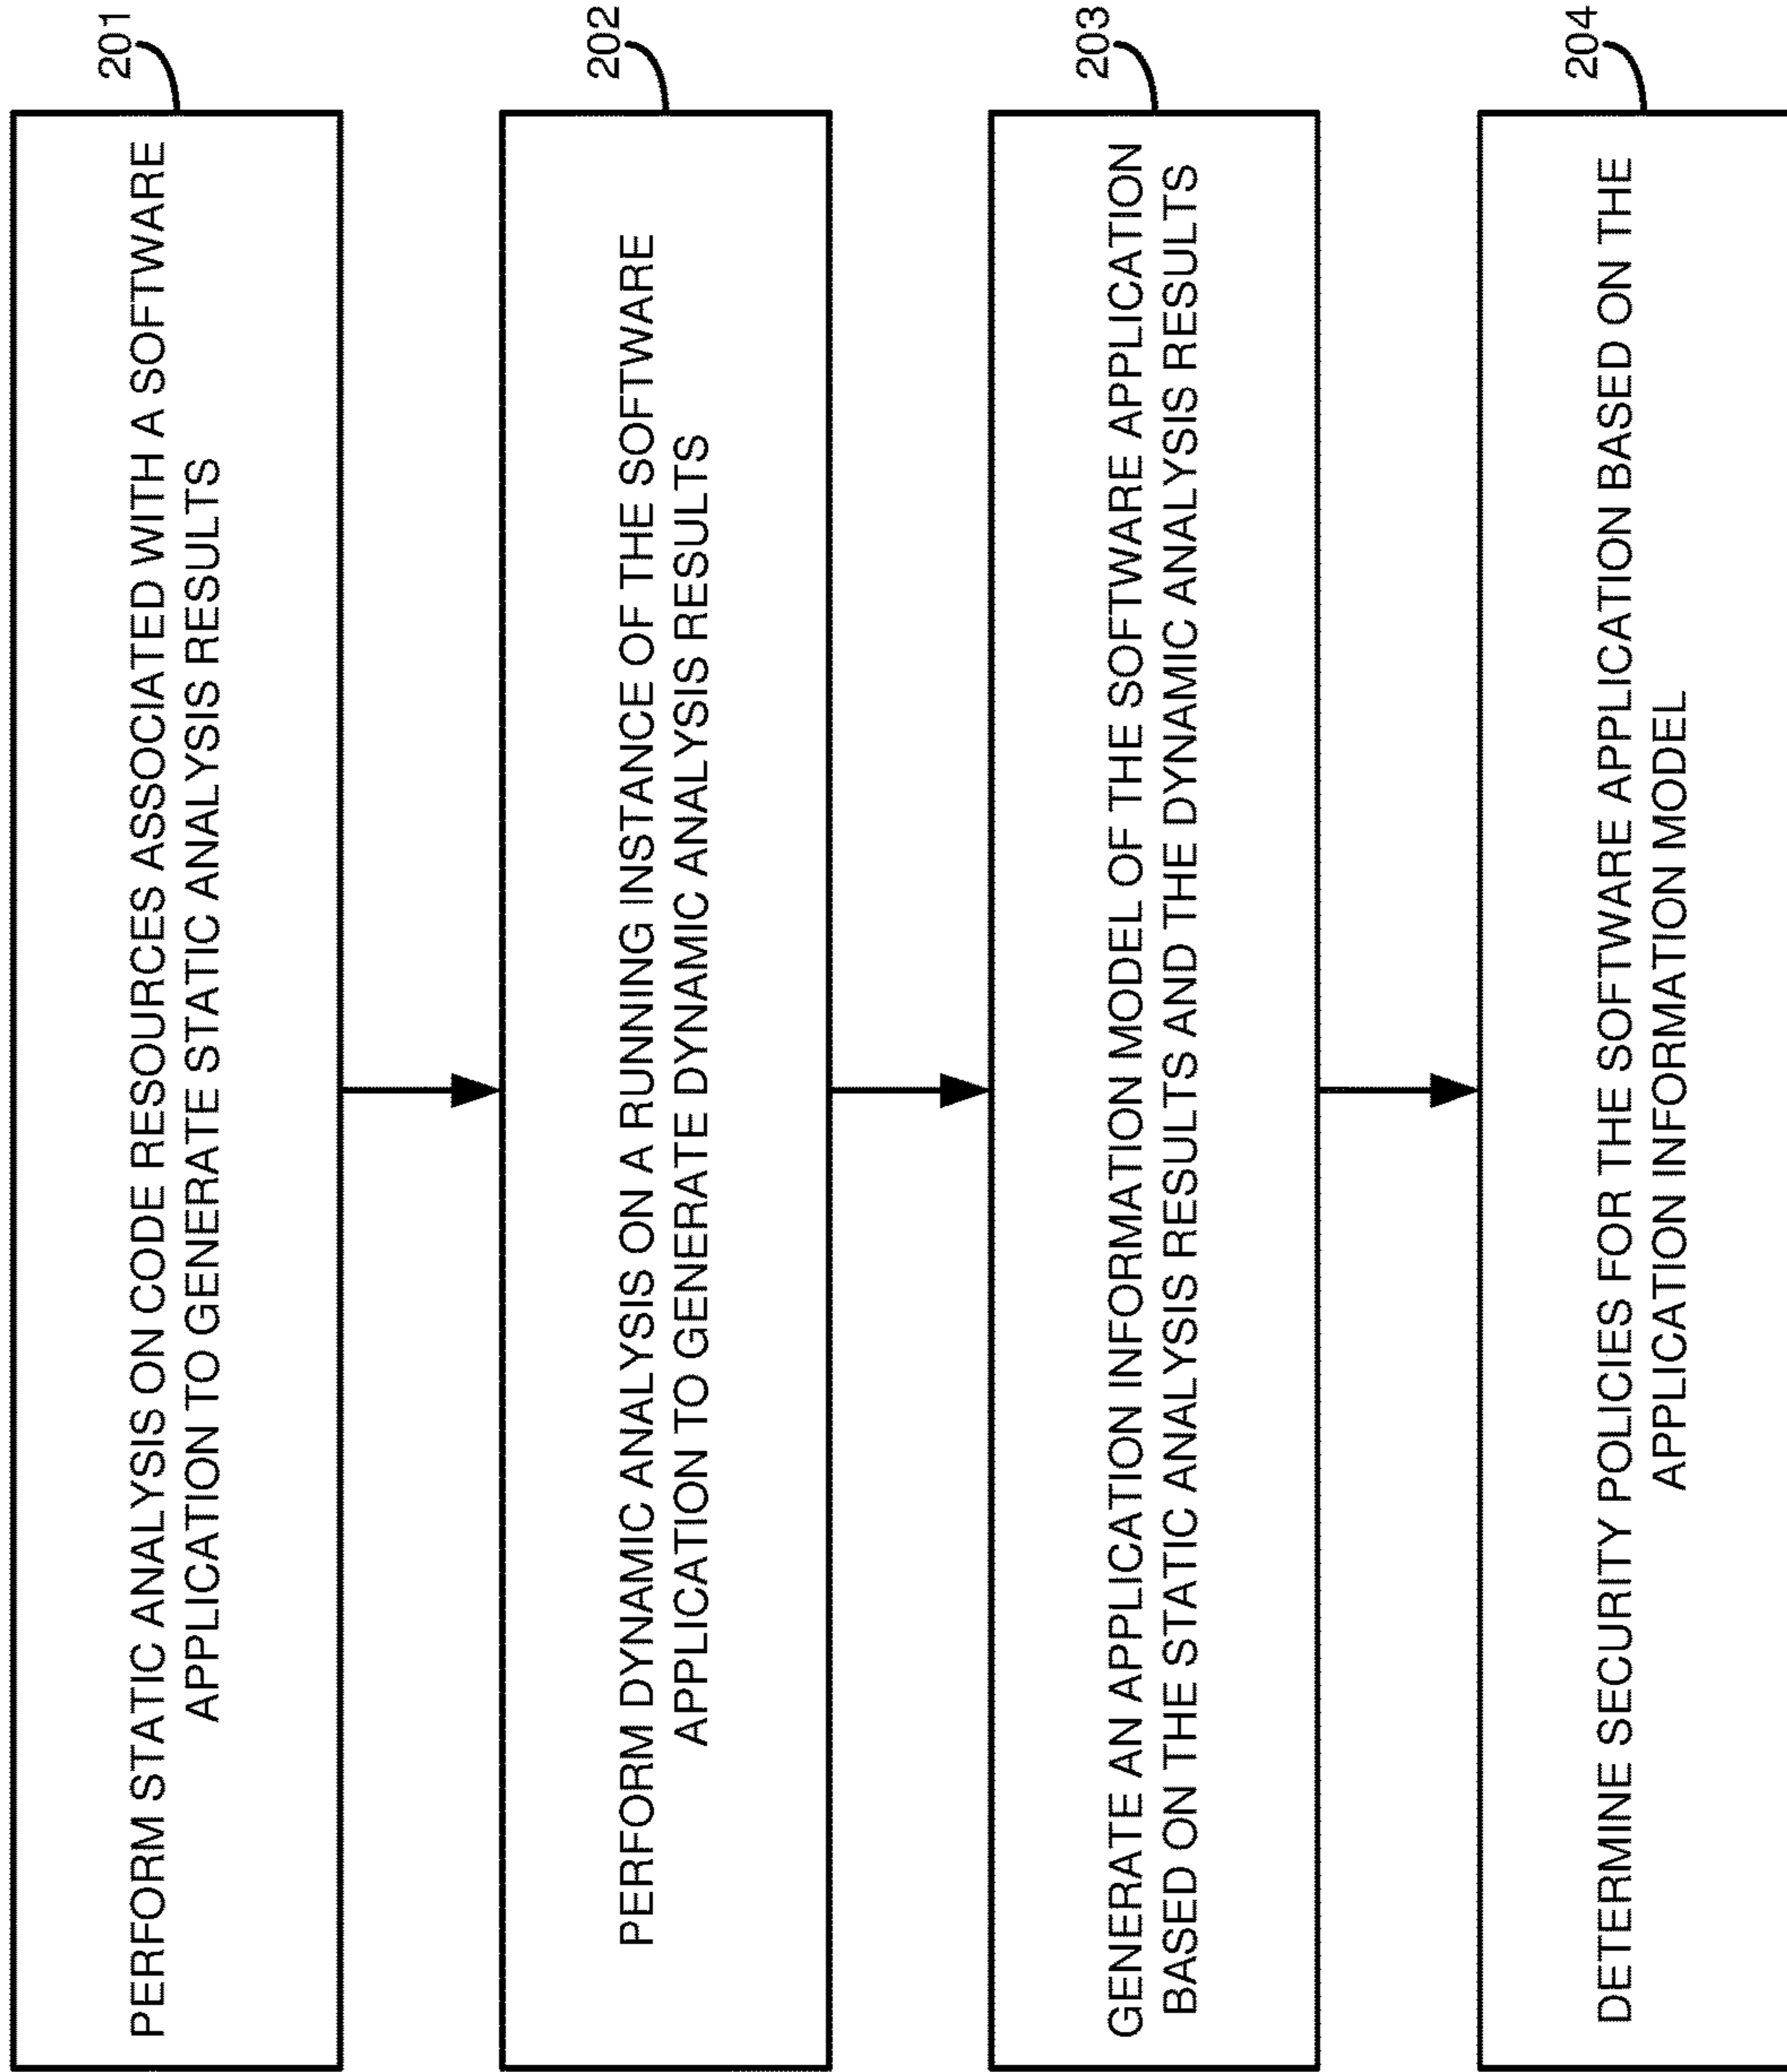 201
PERFORM STATIC ANALYSIS ON CODE RESOURCES ASSOCIATED WITH A SOFTWARE
APPLICATION TO GENERATE STATIC ANALYSIS RESULTS
202
PERFORM DYNAMIC ANALYSIS ON A RUNNING INSTANCE OF THE SOFTWARE
APPLICATION TO GENERATE DYNAMIC ANALYSIS RESULTS
203
GENERATE AN APPLICATION INFORMATION MODEL OF THE SOFTWARE APPLICATION
BASED ON THE STATIC ANALYSIS RESULTS AND THE DYNAMIC ANALYSIS RESULTS
204
DETERMINE SECURITY POLICIES FOR THE SOFTWARE APPLICATION BASED ON THE
APPLICATION INFORMATION MODEL